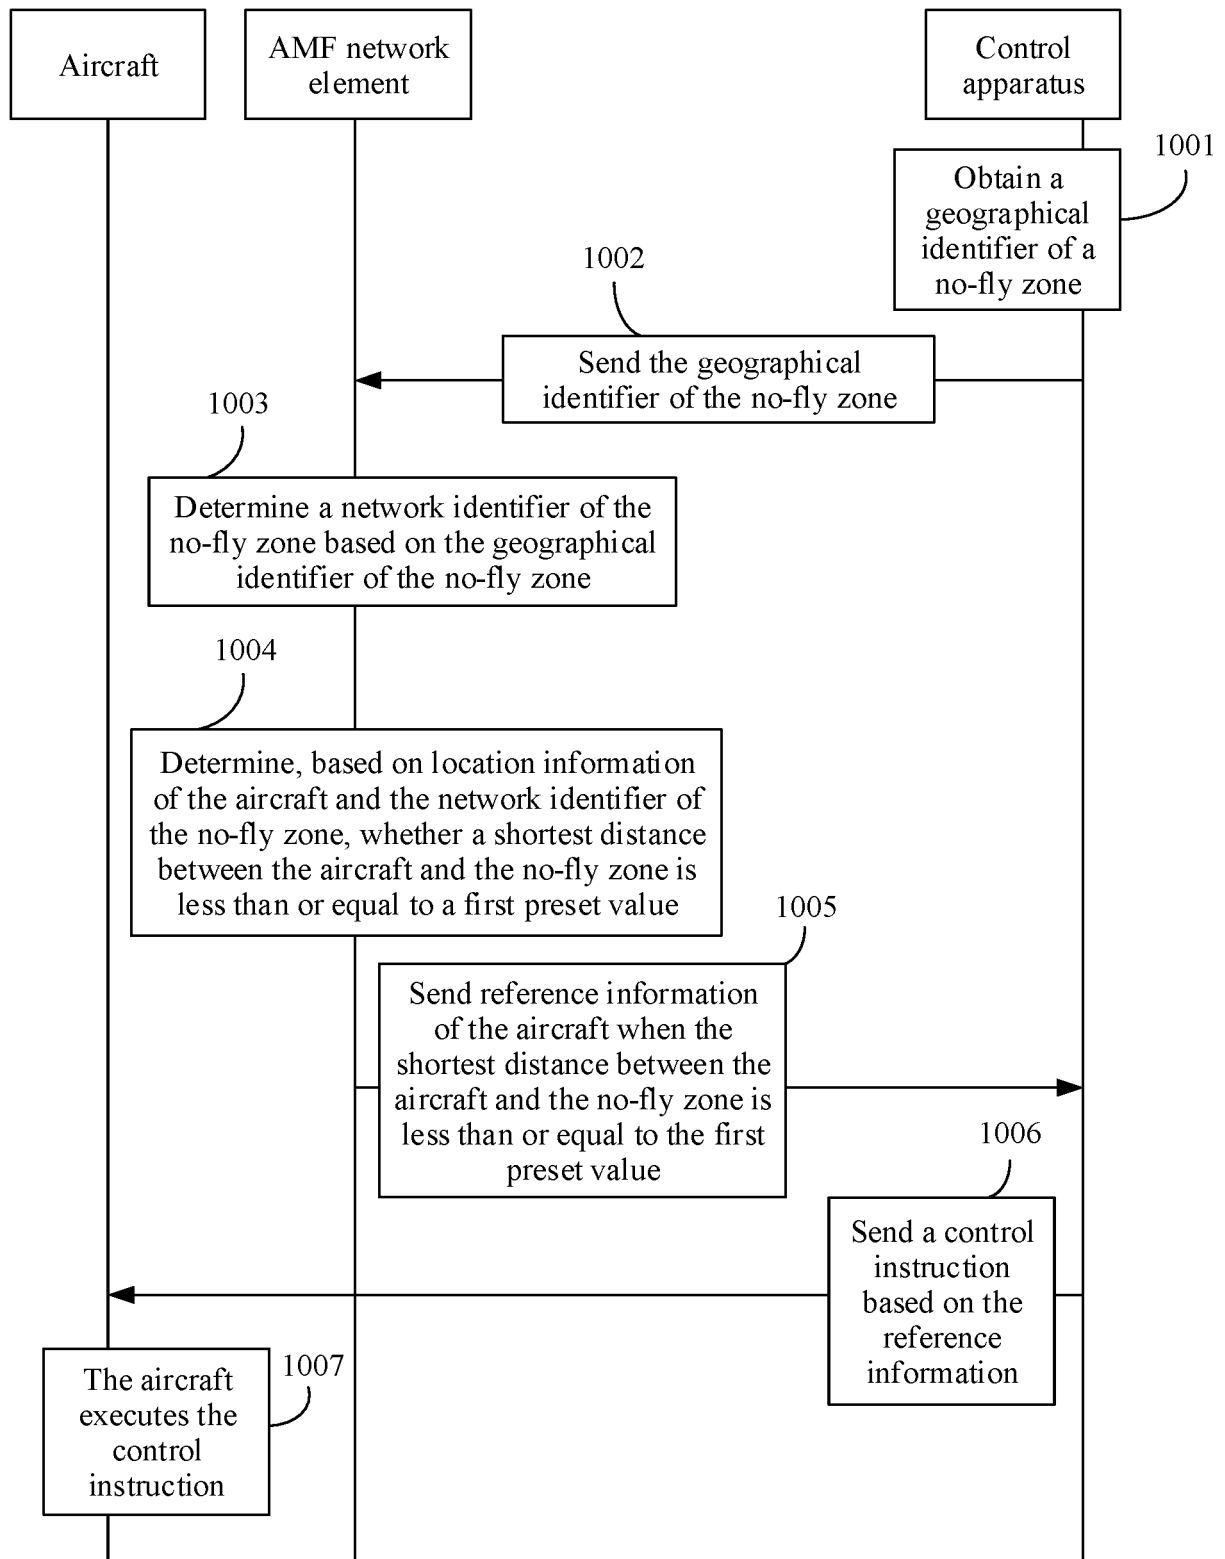 Aircraft
AMF network
element
Control
apparatus
1001
Obtain a
geographical
identifier of a
no-fly zone
1002
Send the geographical
identifier of the no-fly zone
1003
Determine a network identifier of the
no-fly zone based on the geographical
identifier of the no-fly zone
1004
Determine, based on location information
of the aircraft and the network identifier of
the no-fly zone, whether a shortest distance
between the aircraft and the no-fly zone is
less than or equal to a first preset value
1005
Send reference information
of the aircraft when the
shortest distance between the
aircraft and the no-fly zone is
less than or equal to the first
preset value
1006
Send a control
instruction
based on the
reference
information
1007
The aircraft
executes the
control
instruction